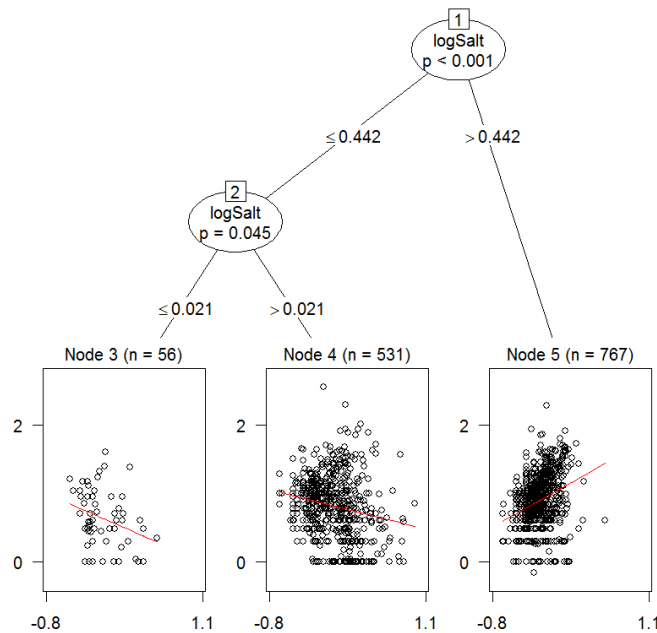 1
logSalt
p < 0.001
≤0.442
>0.442
2
logSalt
p = 0.045
≤0.021
>0.021
Node 3 (n = 56)
Node 4 (n = 531)
Node 5 (n = 767)
2
0
-0.8
1.1
2
0
-0.8
1.1
2
0
-0.8
1.1